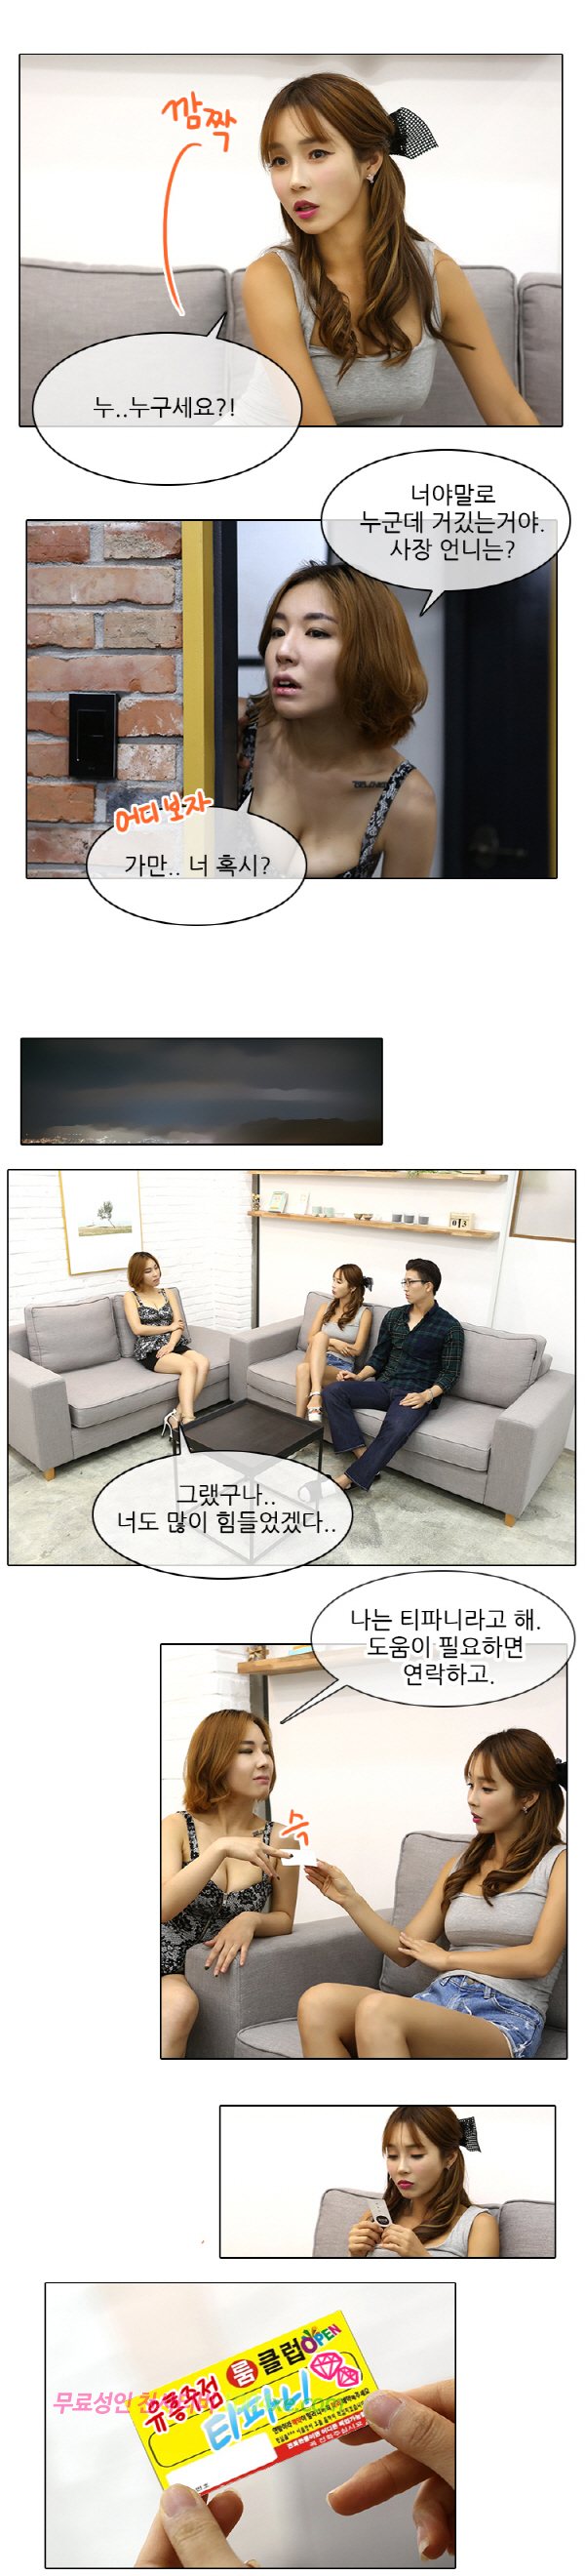 깜짝
누..누구세요?!
너야말로
누군데 거깄는거야.
사장 언니는?
어디보자
가만.. 너 혹시?
013
그랬구나..
너도 많이 힘들었겠다..
나는 티파니라고 해.
도움이 필요하면
연락하고.
슥
유흥주점 룸 클럽 OPEN
티파니
무료성인